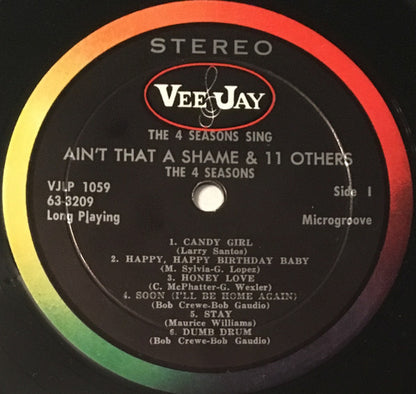 STEREO
VEE JAY
THE 4 SEASONS SING
AIN'T THAT A SHAME & 11 OTHERS
THE 4 SEASONS
VJLP 1059
63-3209
Long Playing
Side 1
Microgroove
1. CANDY GIRL
(Larry Santos)
2. HAPPY, HAPPY BIRTHDAY BABY
(M. Sylvia-G. Lopez)
3. HONEY LOVE
(C. McPhatter-G. Wexler)
4. SOON (I'LL BE HOME AGAIN)
(Bob Crewe-Bob Gaudio)
5. STAY
(Maurice Williams)
6. DUMB DRUM
(Bob Crewe-Bob Gaudio)